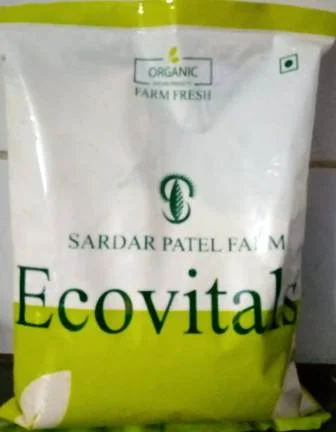 ORGANIC
FARM FRESH
SARDAR PATEL FARM
Ecovitals